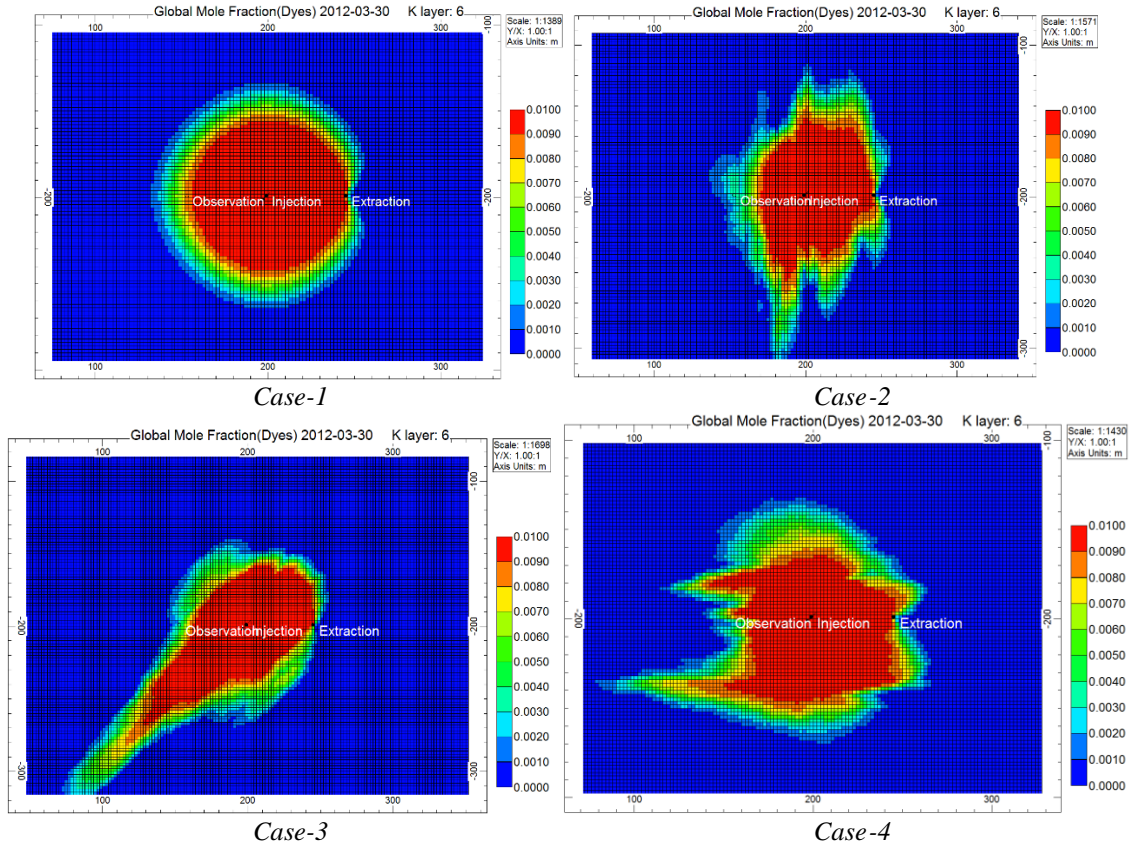 Global Mole Fraction(Dyes) 2012-03-30 K layer: 6
Scale: 1:1389
Y/X: 1.00:1
Axis Units: m
100 200 300
-100
-200 -200
Observation Injection Extraction
0.0100
0.0090
0.0080
0.0070
0.0060
0.0050
0.0040
0.0030
0.0020
0.0010
0.0000
100 200 300
Case-1
Global Mole Fraction(Dyes) 2012-03-30 K layer: 6
Scale: 1:1571
Y/X: 1.00:1
Axis Units: m
100 200 300
-100 -100
-200 -200
Observation Injection Extraction
0.0100
0.0090
0.0080
0.0070
0.0060
0.0050
0.0040
0.0030
0.0020
0.0010
0.0000
-300 -300
100 200 300
Case-2
Global Mole Fraction(Dyes) 2012-03-30 K layer: 6
Scale: 1:1698
Y/X: 1.00:1
Axis Units: m
100 200 300
-100 -100
-200 -200
Observation Injection Extraction
0.0100
0.0090
0.0080
0.0070
0.0060
0.0050
0.0040
0.0030
0.0020
0.0010
0.0000
-300 -300
100 200 300
Case-3
Global Mole Fraction(Dyes) 2012-03-30 K layer: 6
Scale: 1:1430
Y/X: 1.00:1
Axis Units: m
100 200 300
-100
-200 -200
Observation Injection Extraction
0.0100
0.0090
0.0080
0.0070
0.0060
0.0050
0.0040
0.0030
0.0020
0.0010
0.0000
100 200 300
Case-4